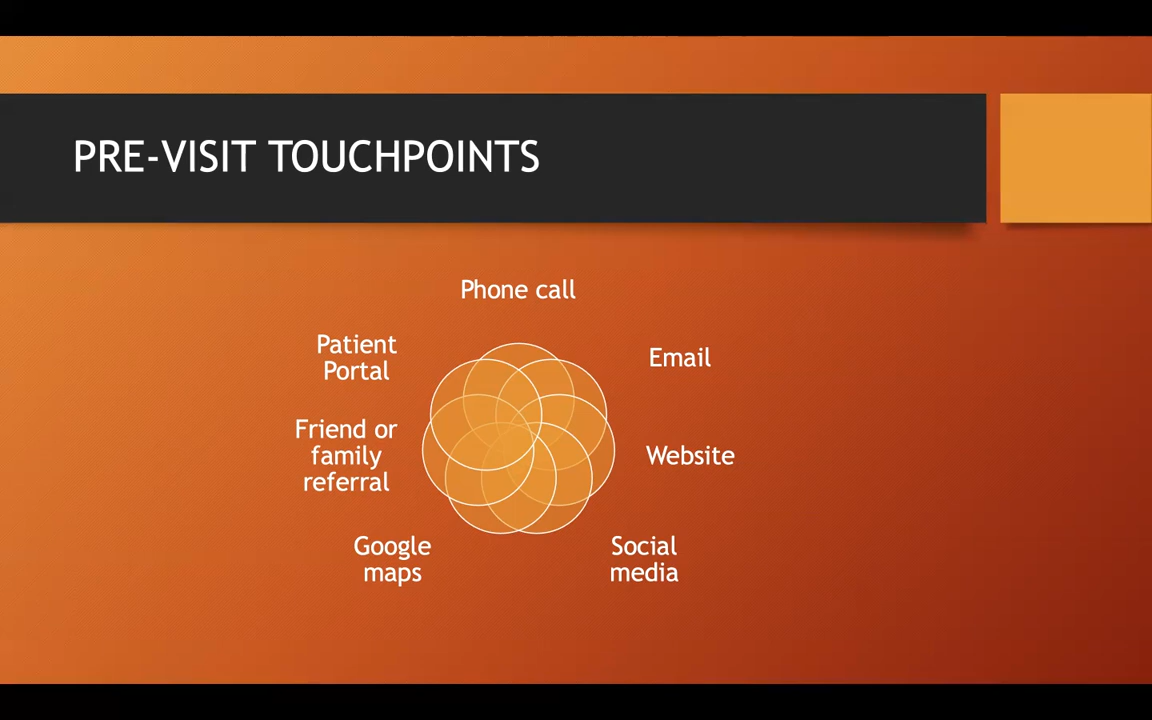 PRE-VISIT TOUCHPOINTS
Phone call
Email
Website
Social
media
Google
maps
Friend or
family
referral
Patient
Portal